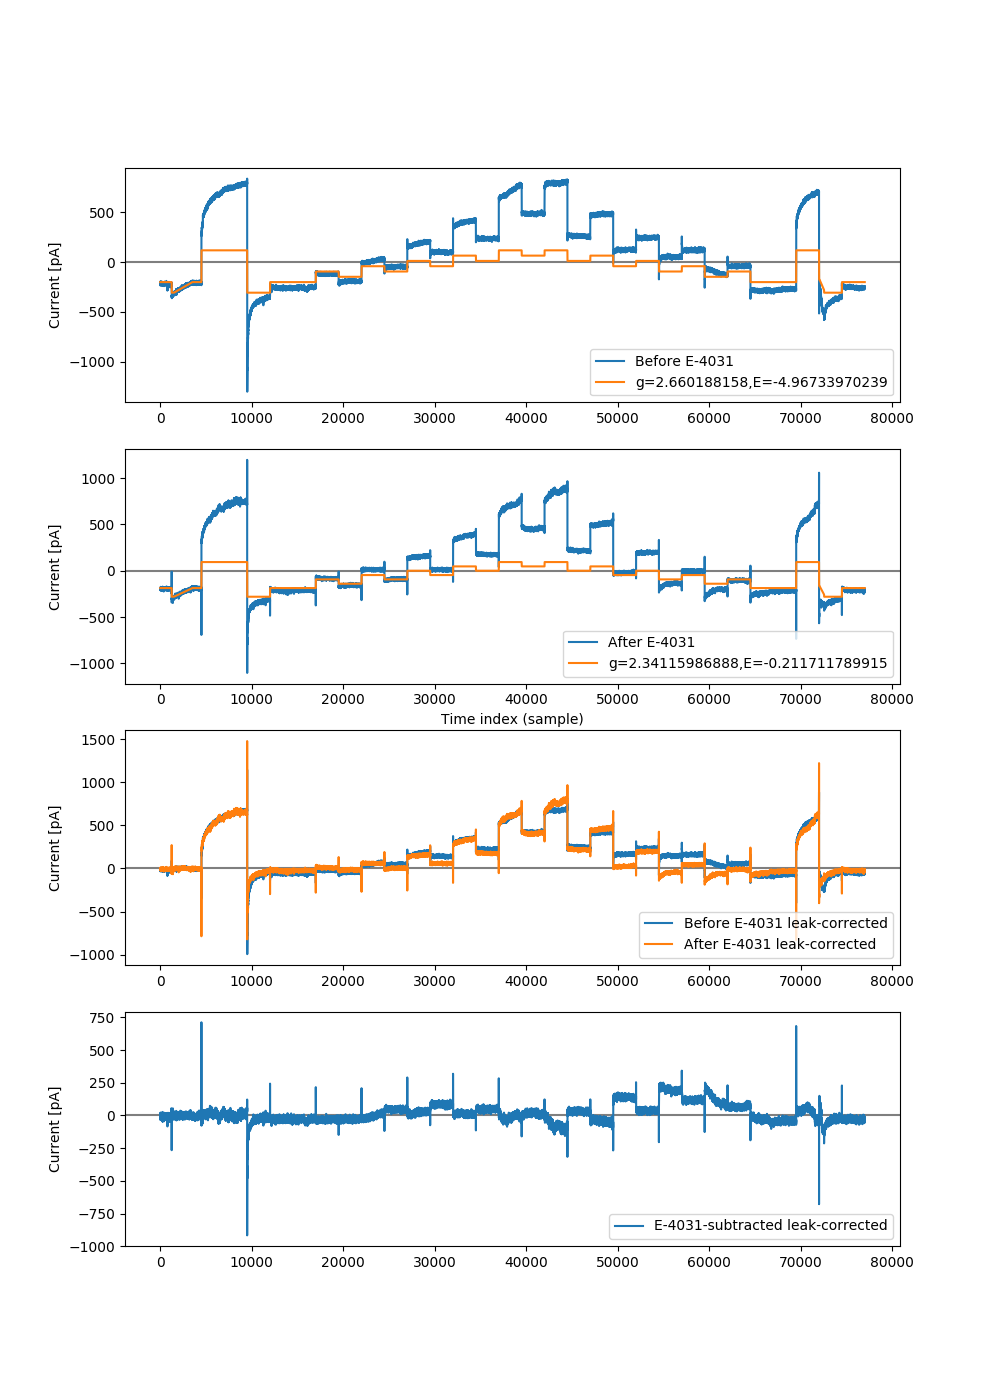 Current [pA]
500
0
−500
−1000
Before E-4031
g=2.660188158,E=-4.96733970239
0 10000 20000 30000 40000 50000 60000 70000 80000
Current [pA]
1000
500
0
−500
−1000
After E-4031
g=2.34115986888,E=-0.211711789915
0 10000 20000 30000 40000 50000 60000 70000 80000
Time index (sample)
Current [pA]
1500
1000
500
0
−500
−1000
Before E-4031 leak-corrected
After E-4031 leak-corrected
0 10000 20000 30000 40000 50000 60000 70000 80000
Current [pA]
750
500
250
0
−250
−500
−750
−1000
E-4031-subtracted leak-corrected
0 10000 20000 30000 40000 50000 60000 70000 80000